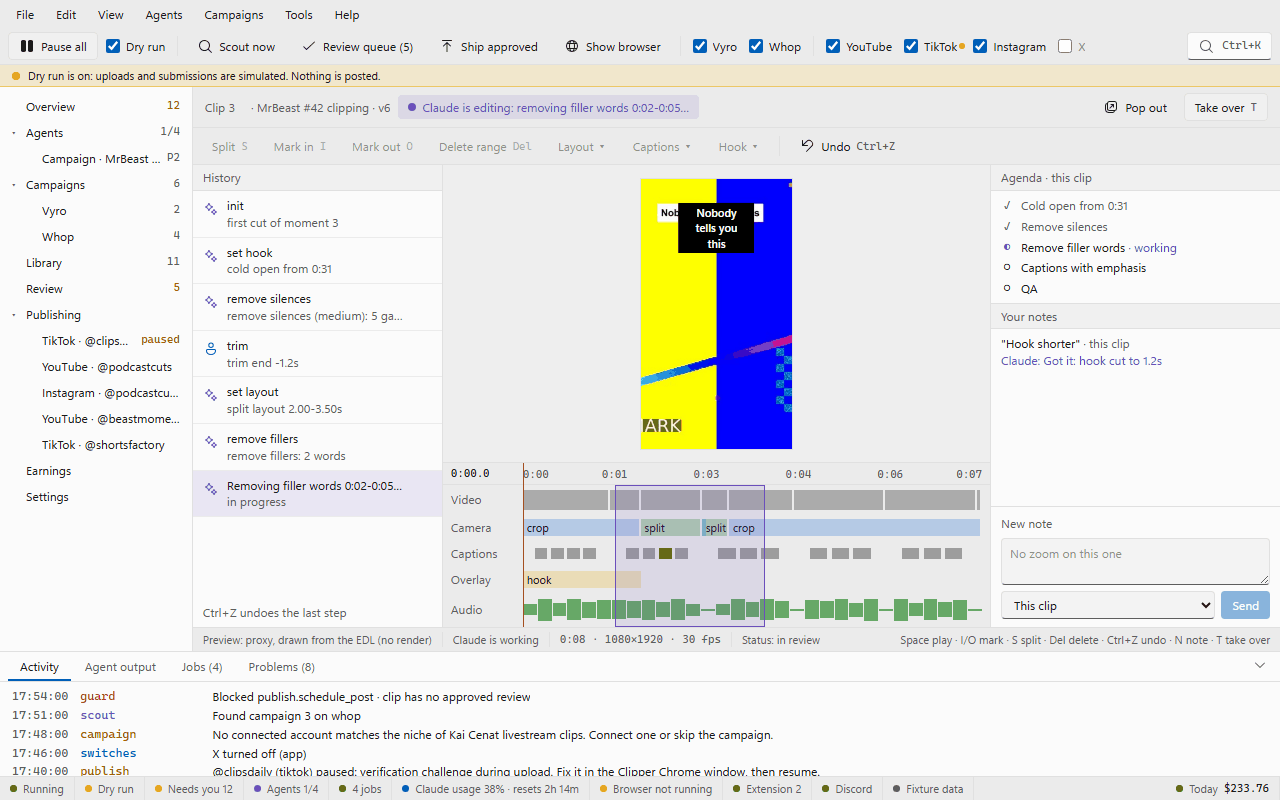 File Edit View Agents Campaigns Tools Help
Pause all Dry run Scout now Review queue (5) Ship approved Show browser Vyro Whop YouTube TikTok Instagram X Ctrl+K
Dry run is on: uploads and submissions are simulated. Nothing is posted.
Overview 12
Agents 1/4
Campaign · MrBeast ... P2
Campaigns 6
Vyro 2
Whop 4
Library 11
Review 5
Publishing
TikTok · @clips... paused
YouTube · @podcastcuts
Instagram · @podcastcu...
YouTube · @beastmome...
TikTok · @shortsfactory
Earnings
Settings
Clip 3 · MrBeast #42 clipping · v6 Claude is editing: removing filler words 0:02-0:05... Pop out Take over T
Split S Mark in I Mark out O Delete range Del Layout Captions Hook Undo Ctrl+Z
History
init
first cut of moment 3
set hook
cold open from 0:31
remove silences
remove silences (medium): 5 ga...
trim
trim end -1.2s
set layout
split layout 2.00-3.50s
remove fillers
remove fillers: 2 words
Removing filler words 0:02-0:05...
in progress
Ctrl+Z undoes the last step
Nobody
tells you
this
ARK
0:00.0 0:00 0:01 0:03 0:04 0:06 0:07
Video
Camera crop split split crop
Captions
Overlay hook
Audio
Agenda · this clip
✓ Cold open from 0:31
✓ Remove silences
Remove filler words · working
Captions with emphasis
QA
Your notes
"Hook shorter" · this clip
Claude: Got it: hook cut to 1.2s
New note
No zoom on this one
This clip Send
Preview: proxy, drawn from the EDL (no render) Claude is working 0:08 · 1080×1920 · 30 fps Status: in review Space play · I/O mark · S split · Del delete · Ctrl+Z undo · N note · T take over
Activity Agent output Jobs (4) Problems (8)
17:54:00 guard Blocked publish.schedule_post · clip has no approved review
17:51:00 scout Found campaign 3 on whop
17:48:00 campaign No connected account matches the niche of Kai Cenat livestream clips. Connect one or skip the campaign.
17:46:00 switches X turned off (app)
17:40:00 publish @clipsdaily (tiktok) paused: verification challenge during upload. Fix it in the Clipper Chrome window, then resume.
Running Dry run Needs you 12 Agents 1/4 4 jobs Claude usage 38% · resets 2h 14m Browser not running Extension 2 Discord Fixture data Today $233.76